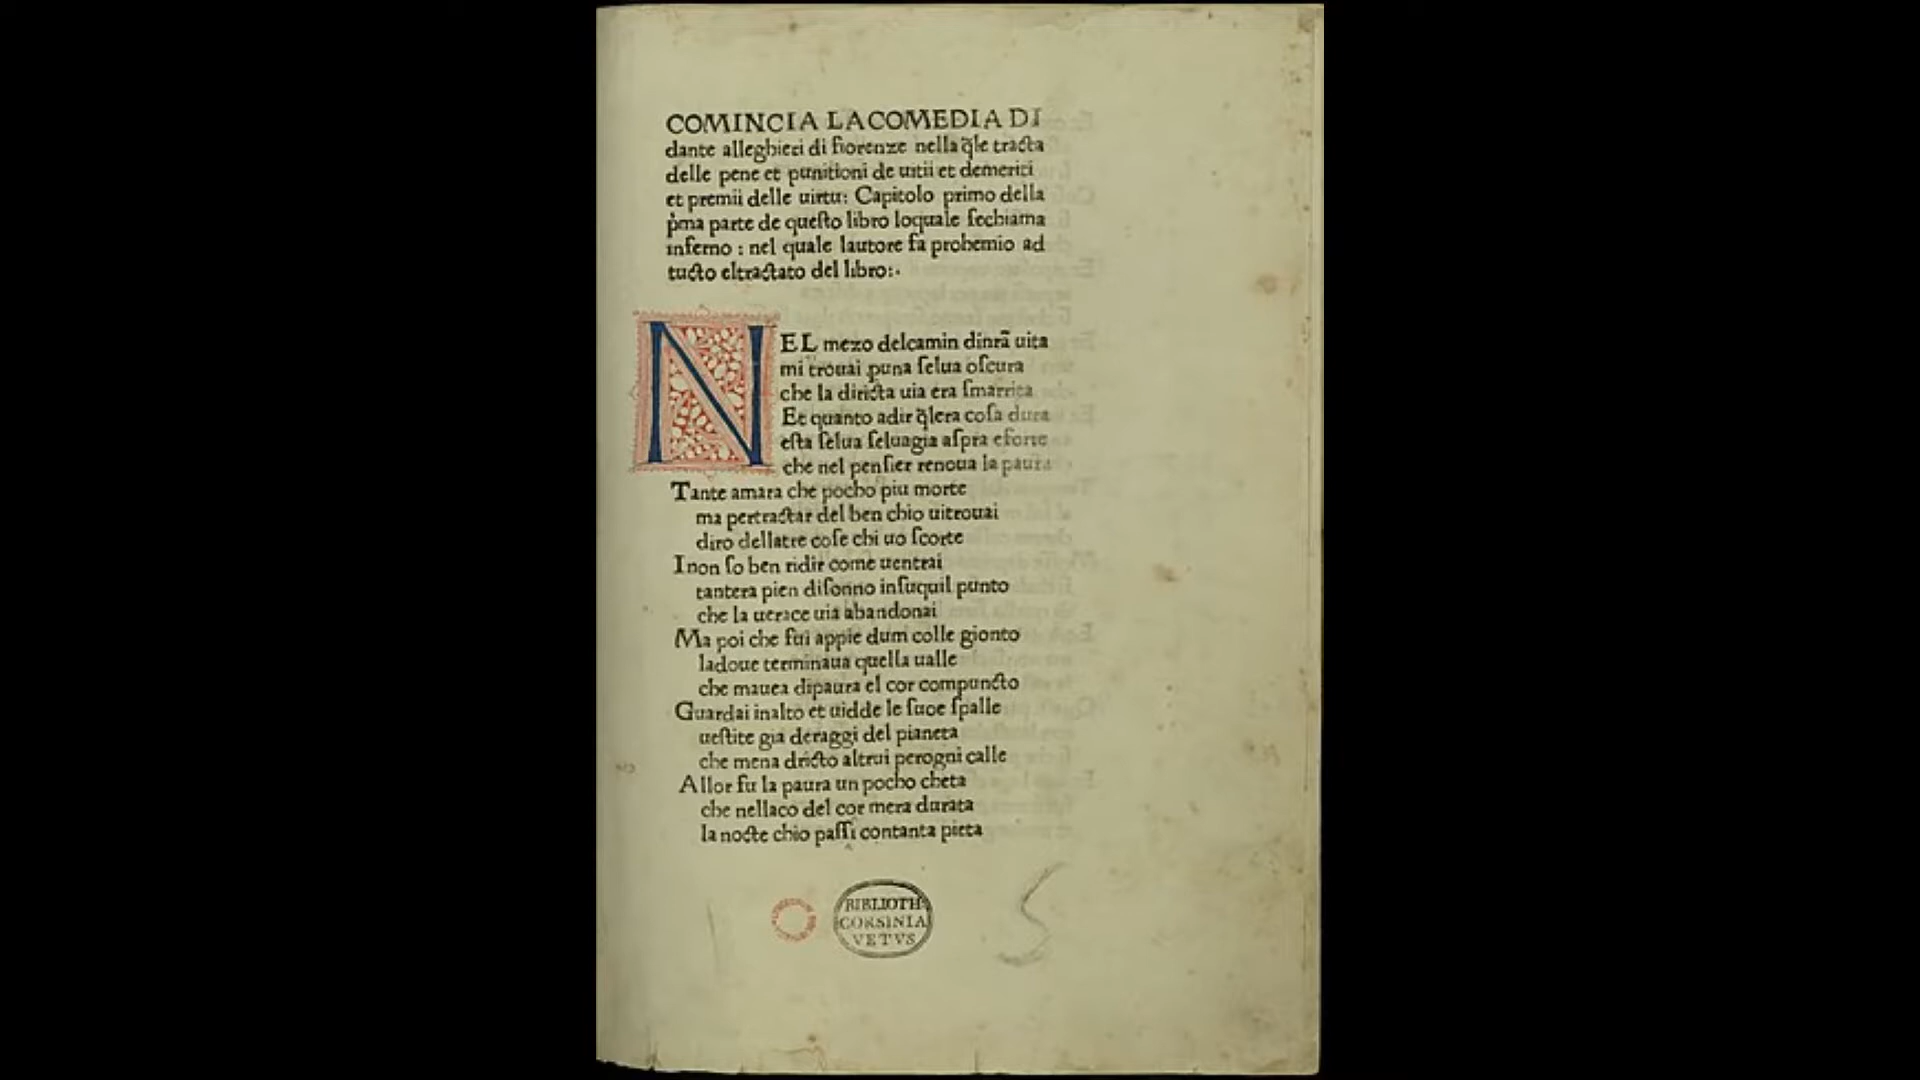 COMINCIA LACOMEDIA DI
dante alleghieri di fiorenze nella q̃le tracta
delle pene et punitioni de uitii et demeriti
et premii delle uirtu: Capitolo primo della
p̃ma parte de questo libro loquale sechiama
inferno : nel quale lautore fa prohemio ad
tucto eltractato del libro:·
NEL mezo delcamin dinrã uita
mi trouai ꝑuna selua oscura
che la diricta uia era smarrita
Et quanto adir q̃lera cosa dura
esta selua seluagia aspra eforte
che nel pensier renoua la paura
Tante amara che pocho piu morte
ma pertractar del ben chio uitrouai
diro dellatre cose chi uo scorte
I non so ben ridir come uentrai
tantera pien disonno insuquil punto
che la uerace uia abandonai
Ma poi che fui appie dum colle gionto
ladoue terminaua quella ualle
che mauea dipaura el cor compuncto
Guardai inalto et uidde le suoe spalle
uestite gia deraggi del pianeta
che mena dricto altrui perogni calle
Allor fu la paura un pocho cheta
che nellaco del cor mera durata
la nocte chio passi contanta pieta
BIBLIOTH
CORSINIA
VETVS